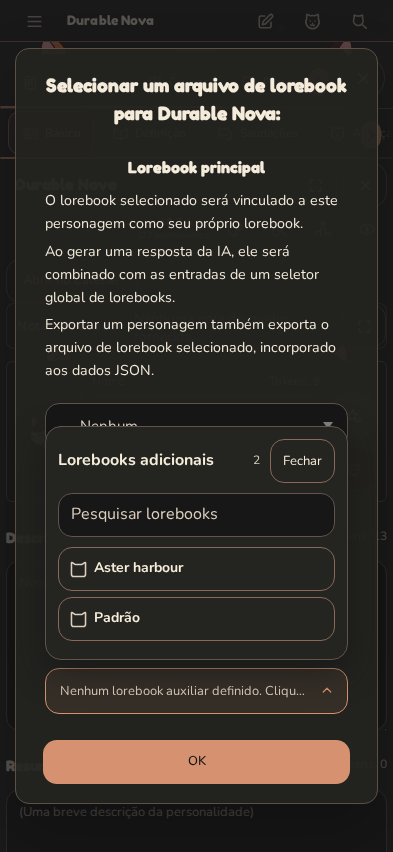 Durable Nova
Selecionar um arquivo de lorebook
para Durable Nova:
Lorebook principal
O lorebook selecionado será vinculado a este
personagem como seu próprio lorebook.
Ao gerar uma resposta da IA, ele será
combinado com as entradas de um seletor
global de lorebooks.
Exportar um personagem também exporta o
arquivo de lorebook selecionado, incorporado
aos dados JSON.
Nenhum
Lorebooks adicionais 2 Fechar
Pesquisar lorebooks
Aster harbour
Padrão
Nenhum lorebook auxiliar definido. Cliqu...
OK
(Uma breve descrição da personalidade)